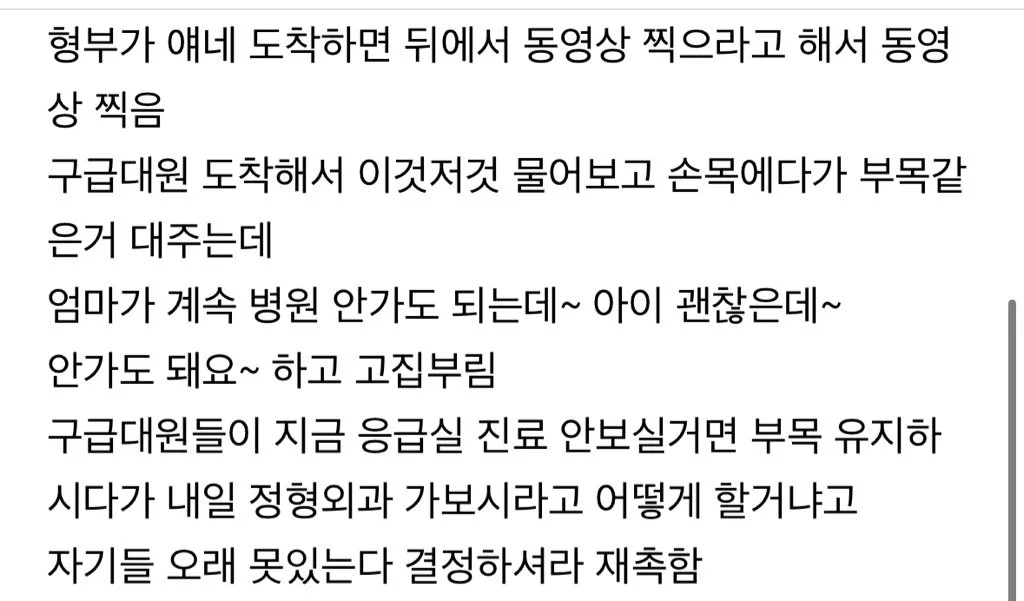 형부가 얘네 도착하면 뒤에서 동영상 찍으라고 해서 동영
상 찍음
구급대원 도착해서 이것저것 물어보고 손목에다가 부목같
은거 대주는데
엄마가 계속 병원 안가도 되는데~ 아이 괜찮은데~
안가도 돼요~ 하고 고집부림
구급대원들이 지금 응급실 진료 안보실거면 부목 유지하
시다가 내일 정형외과 가보시라고 어떻게 할거냐고
자기들 오래 못있는다 결정하셔라 재촉함